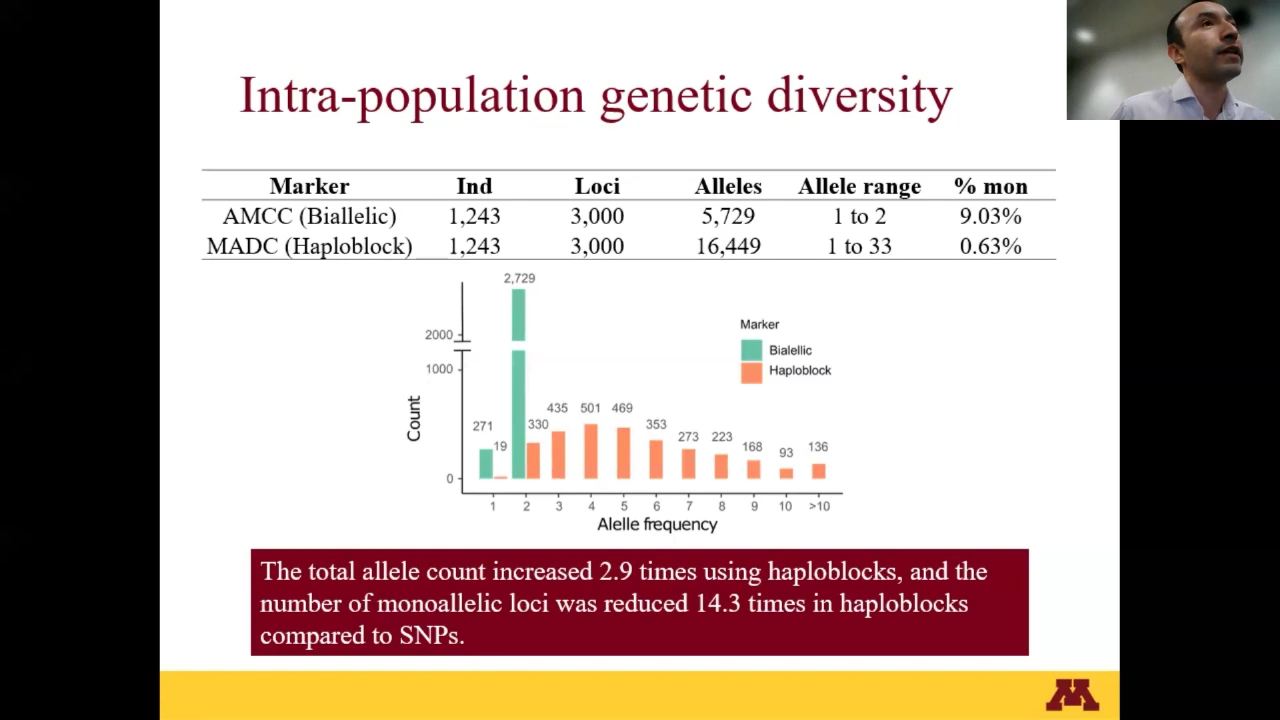 Intra-population genetic diversity
Marker Ind Loci Alleles Allele range % mon
AMCC (Biallelic) 1,243 3,000 5,729 1 to 2 9.03%
MADC (Haploblock) 1,243 3,000 16,449 1 to 33 0.63%
2,729
2000
1000
0
Count
271 19 330 435 501 469 353 273 223 168 93 136
Marker
Bialellic
Haploblock
1 2 3 4 5 6 7 8 9 10 >10
Alelle frequency
The total allele count increased 2.9 times using haploblocks, and the
number of monoallelic loci was reduced 14.3 times in haploblocks
compared to SNPs.
M